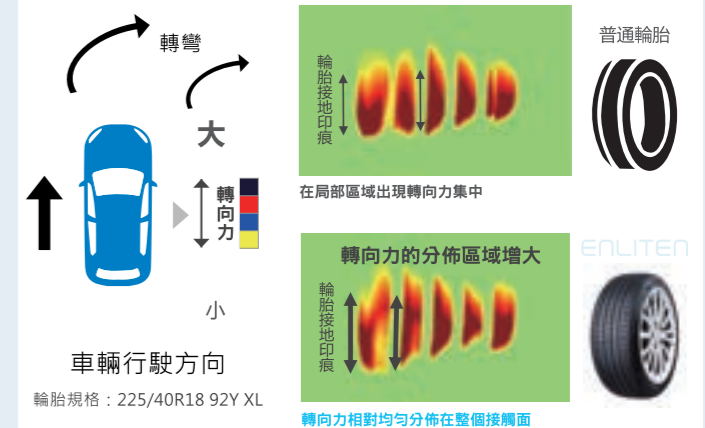 轉彎
大
轉向力
小
車輛行駛方向
輪胎規格：225/40R18 92Y XL
輪胎接地印痕
普通輪胎
在局部區域出現轉向力集中
轉向力的分佈區域增大
輪胎接地印痕
ENLITEN
轉向力相對均勻分佈在整個接觸面